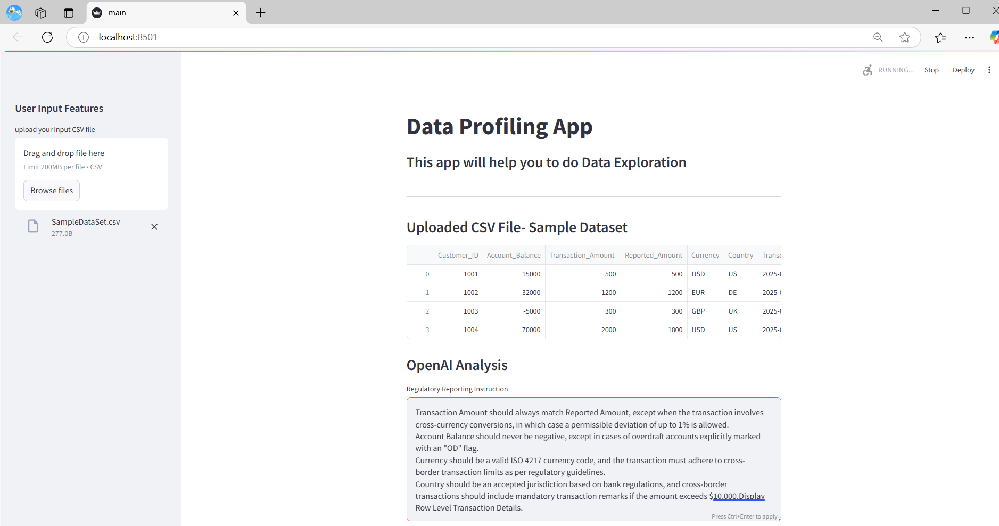 main
localhost:8501
RUNNING... Stop Deploy
User Input Features
upload your input CSV file
Drag and drop file here
Limit 200MB per file • CSV
Browse files
SampleDataSet.csv
277.0B
Data Profiling App
This app will help you to do Data Exploration
Uploaded CSV File- Sample Dataset
Customer_ID Account_Balance Transaction_Amount Reported_Amount Currency Country Transc
0 1001 15000 500 500 USD US 2025-0
1 1002 32000 1200 1200 EUR DE 2025-0
2 1003 -5000 300 300 GBP UK 2025-0
3 1004 70000 2000 1800 USD US 2025-0
OpenAI Analysis
Regulatory Reporting Instruction
Transaction Amount should always match Reported Amount, except when the transaction involves
cross-currency conversions, in which case a permissible deviation of up to 1% is allowed.
Account Balance should never be negative, except in cases of overdraft accounts explicitly marked
with an "OD" flag.
Currency should be a valid ISO 4217 currency code, and the transaction must adhere to cross-
border transaction limits as per regulatory guidelines.
Country should be an accepted jurisdiction based on bank regulations, and cross-border
transactions should include mandatory transaction remarks if the amount exceeds $10,000.Display
Row Level Transaction Details.
Press Ctrl+Enter to apply